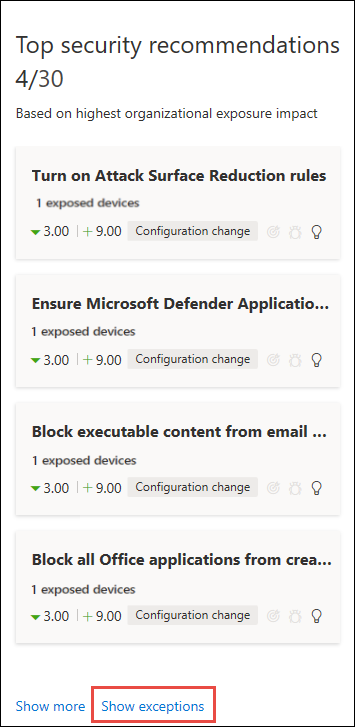 Top security recommendations
4/30
Based on highest organizational exposure impact
Turn on Attack Surface Reduction rules
1 exposed devices
3.00 | + 9.00 Configuration change
Ensure Microsoft Defender Applicatio...
1 exposed devices
3.00 | + 9.00 Configuration change
Block executable content from email ...
1 exposed devices
3.00 | + 9.00 Configuration change
Block all Office applications from crea...
1 exposed devices
3.00 | + 9.00 Configuration change
Show more Show exceptions